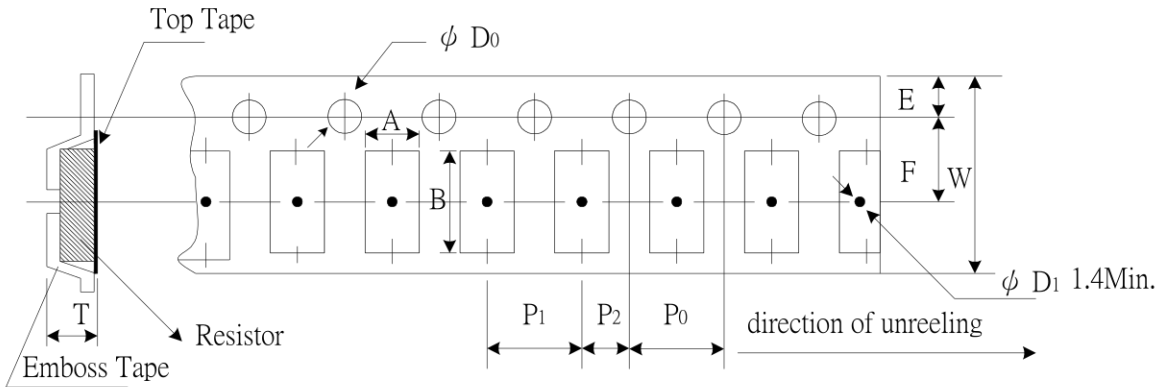 Top Tape
ϕ D₀
A
E
F
W
B
ϕ D₁ 1.4Min.
T
P₁
P₂
P₀
direction of unreeling
Resistor
Emboss Tape